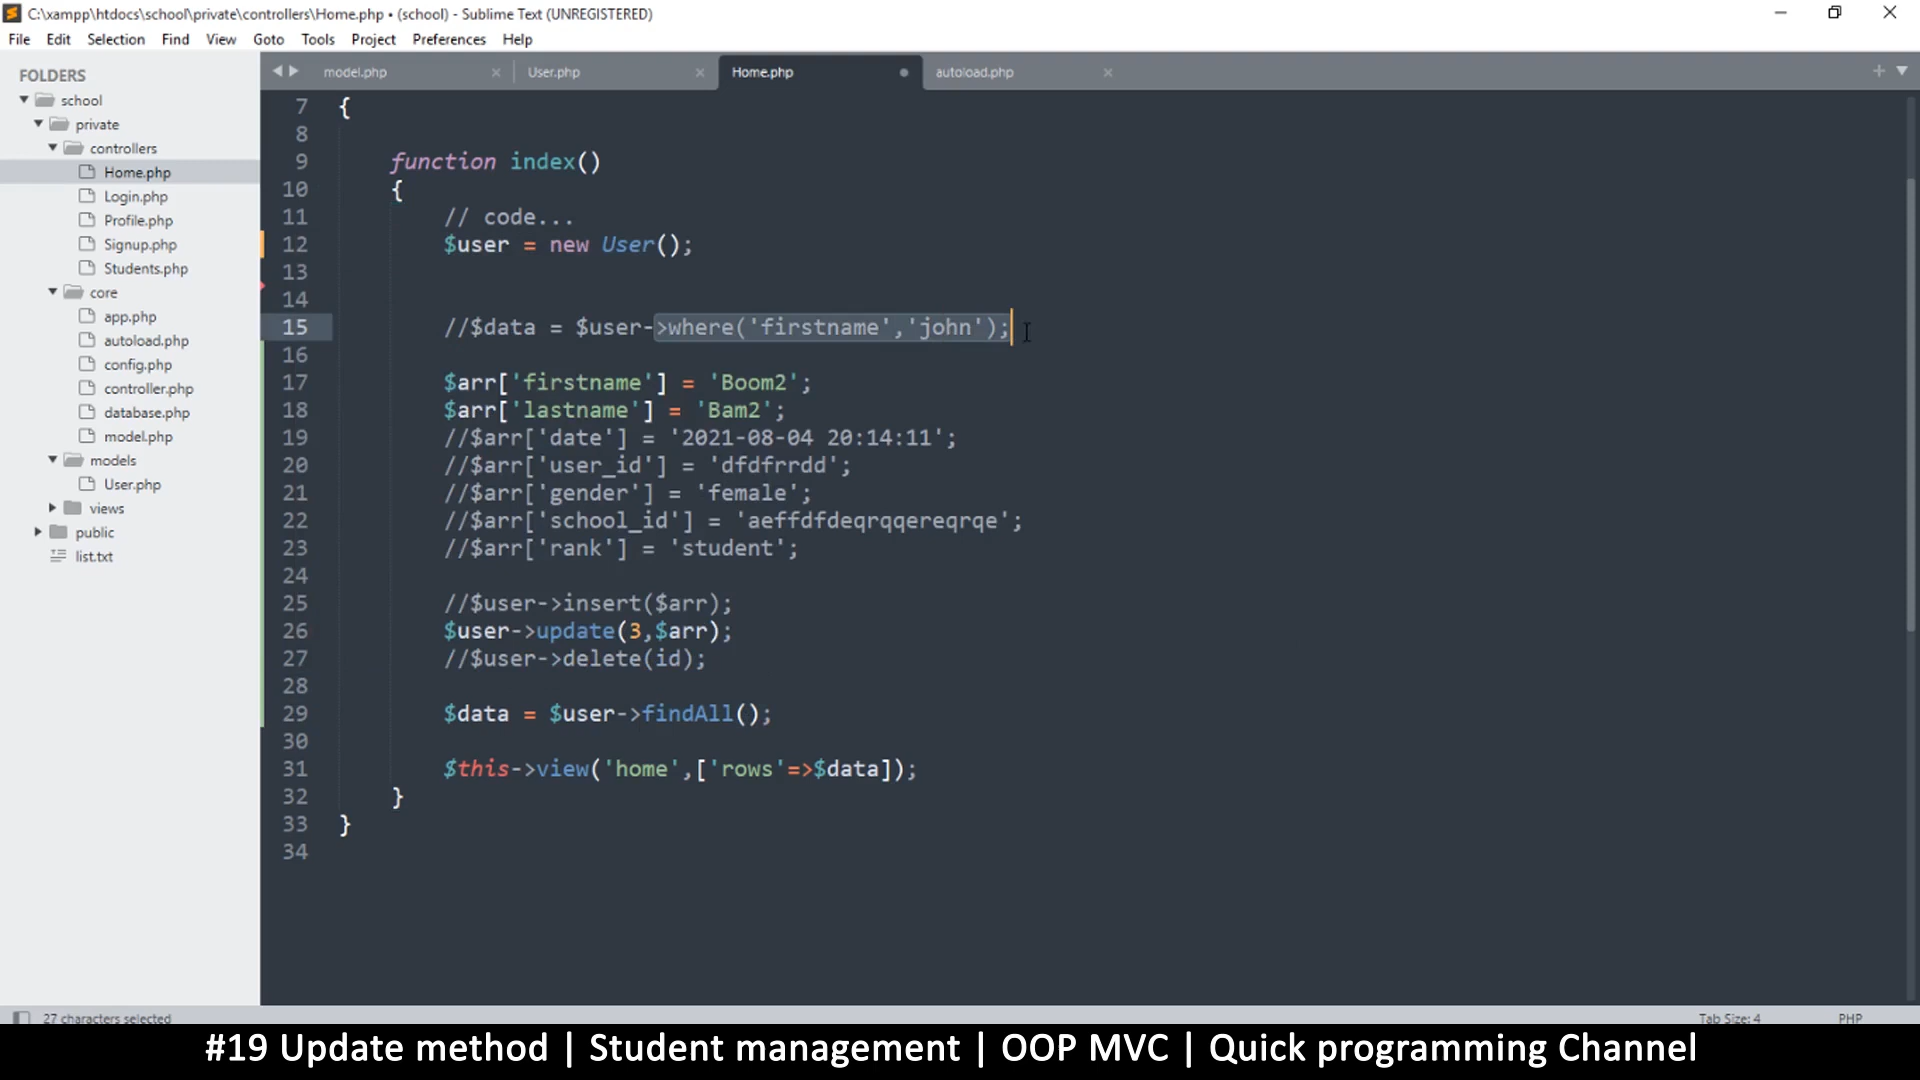 C:\xampp\htdocs\school\private\controllers\Home.php • (school) - Sublime Text (UNREGISTERED)
File Edit Selection Find View Goto Tools Project Preferences Help
FOLDERS
school
private
controllers
Home.php
Login.php
Profile.php
Signup.php
Students.php
core
app.php
autoload.php
config.php
controller.php
database.php
model.php
models
User.php
views
public
list.txt
model.php User.php Home.php autoload.php
7 {
8
9 function index()
10 {
11 // code...
12 $user = new User();
13
14
15 //$data = $user->where('firstname','john');
16
17 $arr['firstname'] = 'Boom2';
18 $arr['lastname'] = 'Bam2';
19 //$arr['date'] = '2021-08-04 20:14:11';
20 //$arr['user_id'] = 'dfdfrrdd';
21 //$arr['gender'] = 'female';
22 //$arr['school_id'] = 'aeffdfdeqrqqereqrqe';
23 //$arr['rank'] = 'student';
24
25 //$user->insert($arr);
26 $user->update(3,$arr);
27 //$user->delete(id);
28
29 $data = $user->findAll();
30
31 $this->view('home',['rows'=>$data]);
32 }
33 }
34
27 characters selected Tab Size: 4 PHP
#19 Update method | Student management | OOP MVC | Quick programming Channel